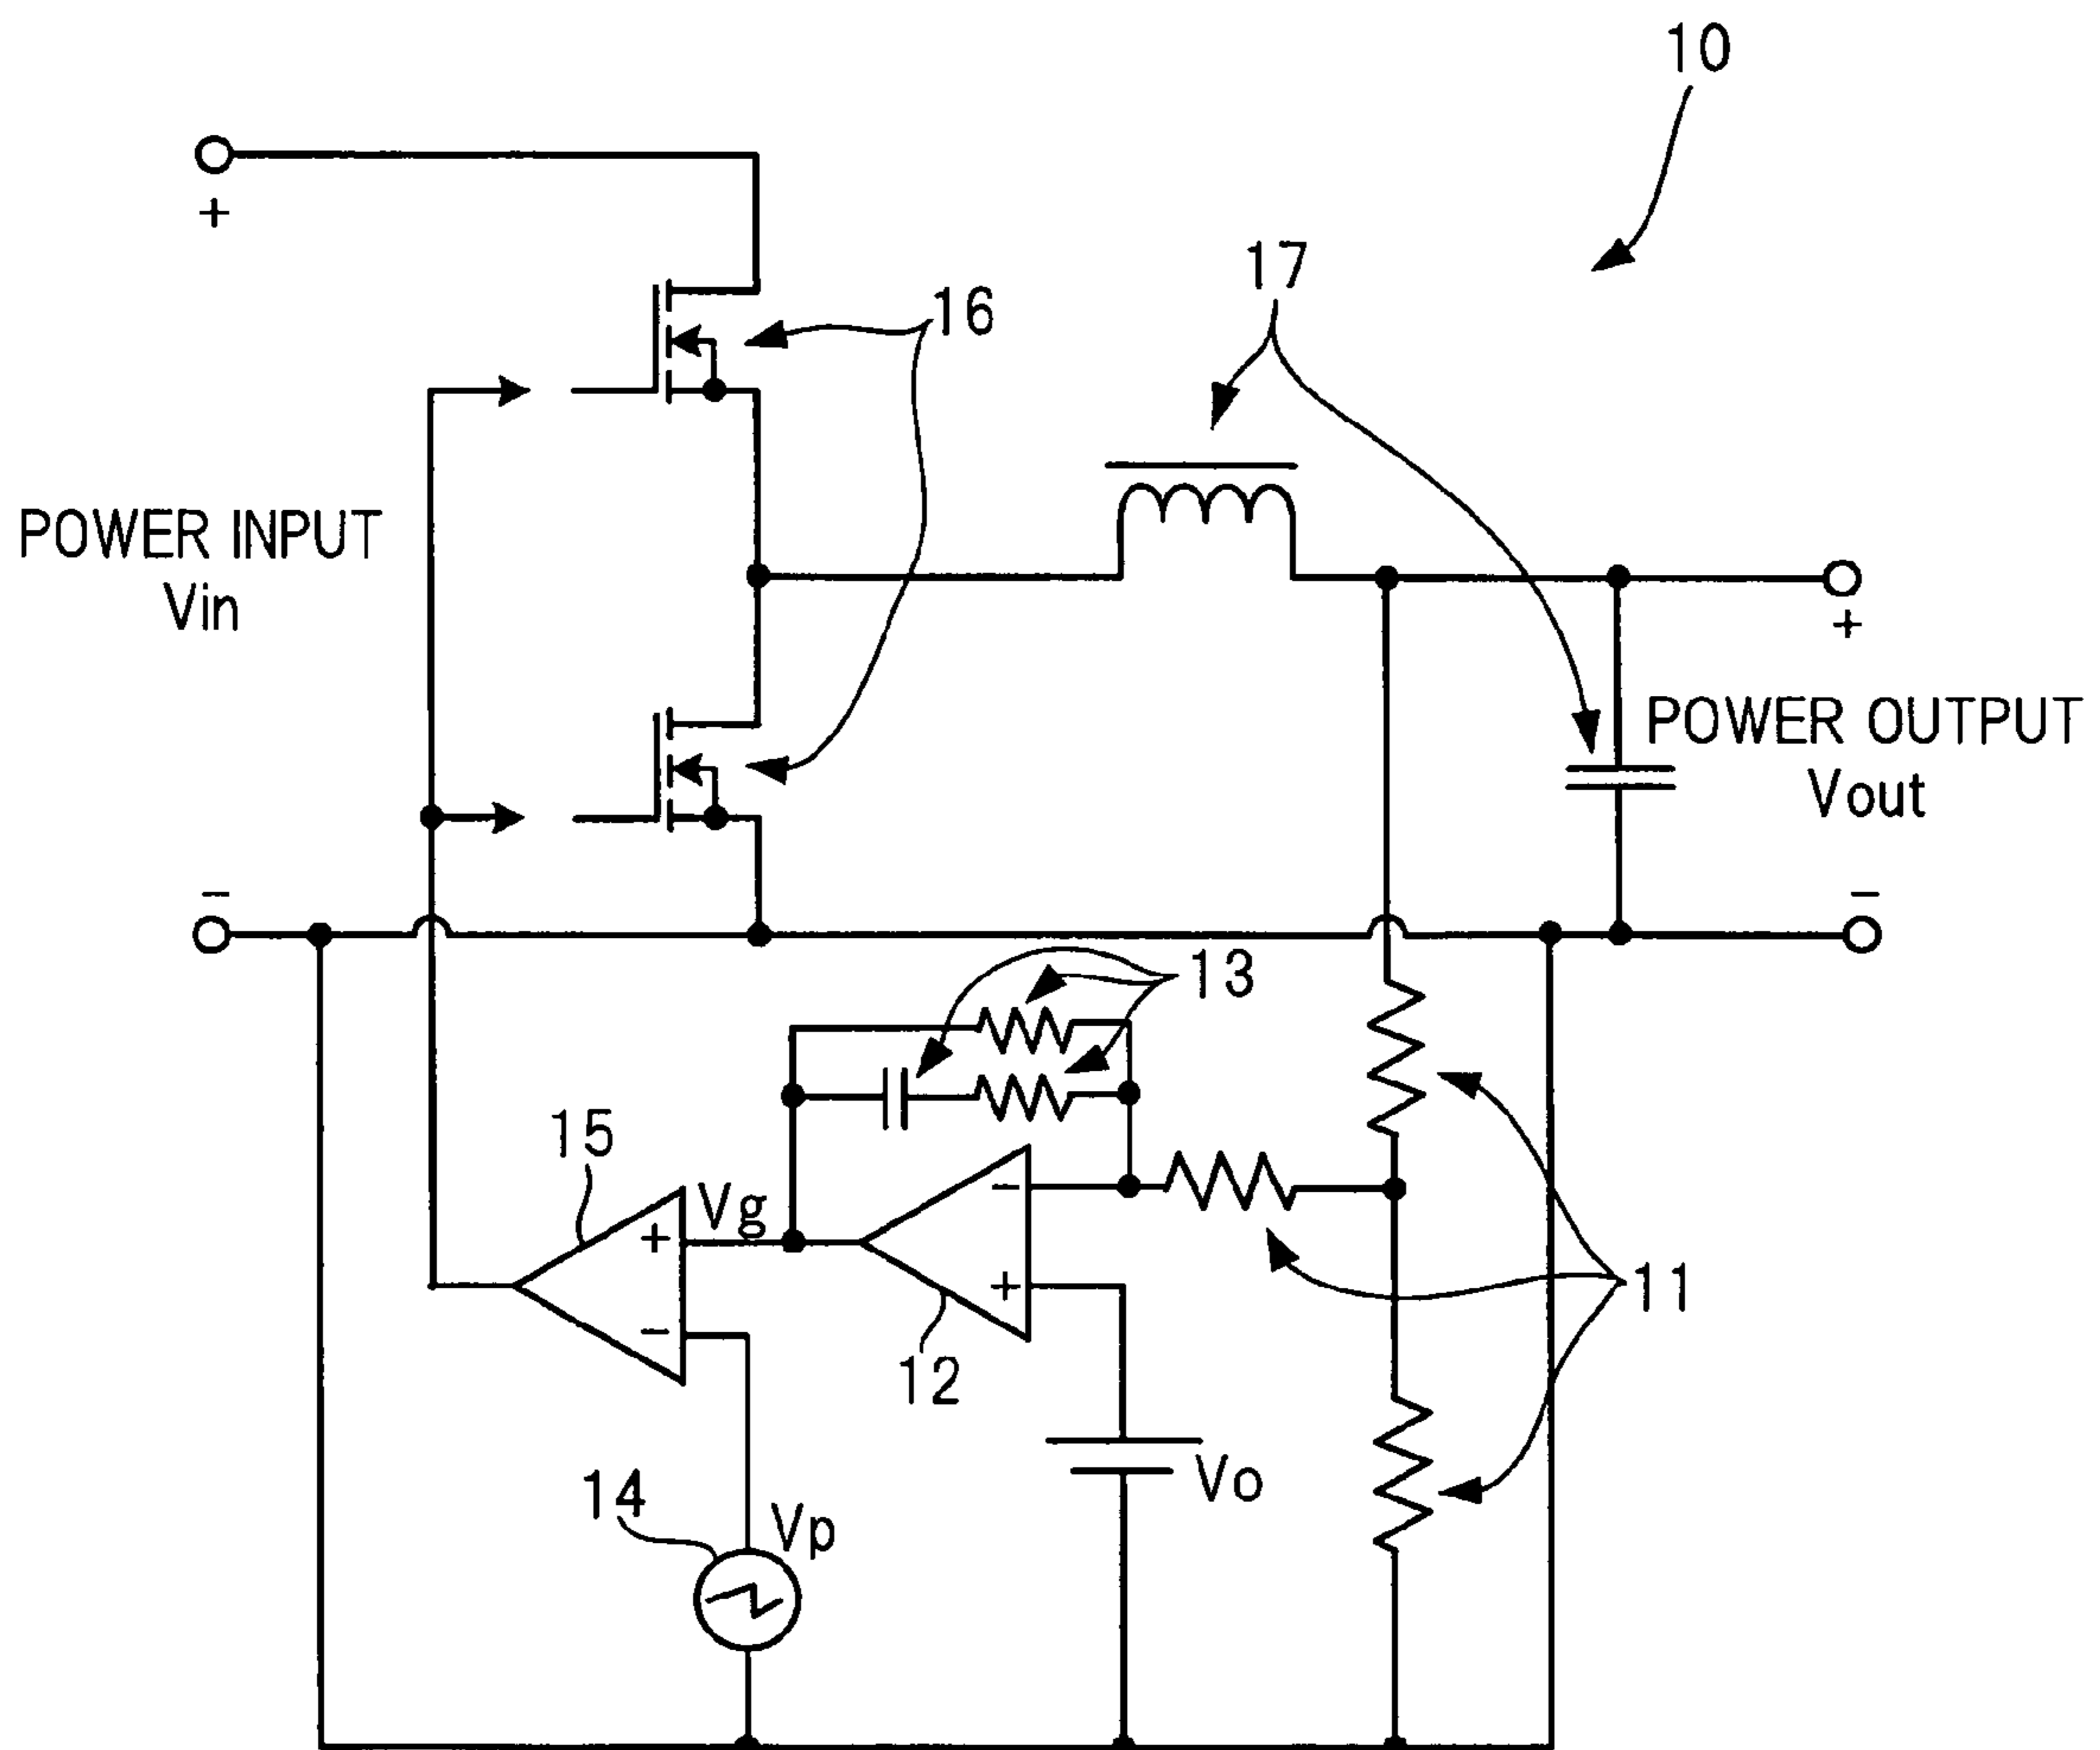 10
+
17
16
POWER INPUT
Vin
+
POWER OUTPUT
Vout
−
−
13
15
Vg
−
+
+
11
−
12
14
Vo
Vp